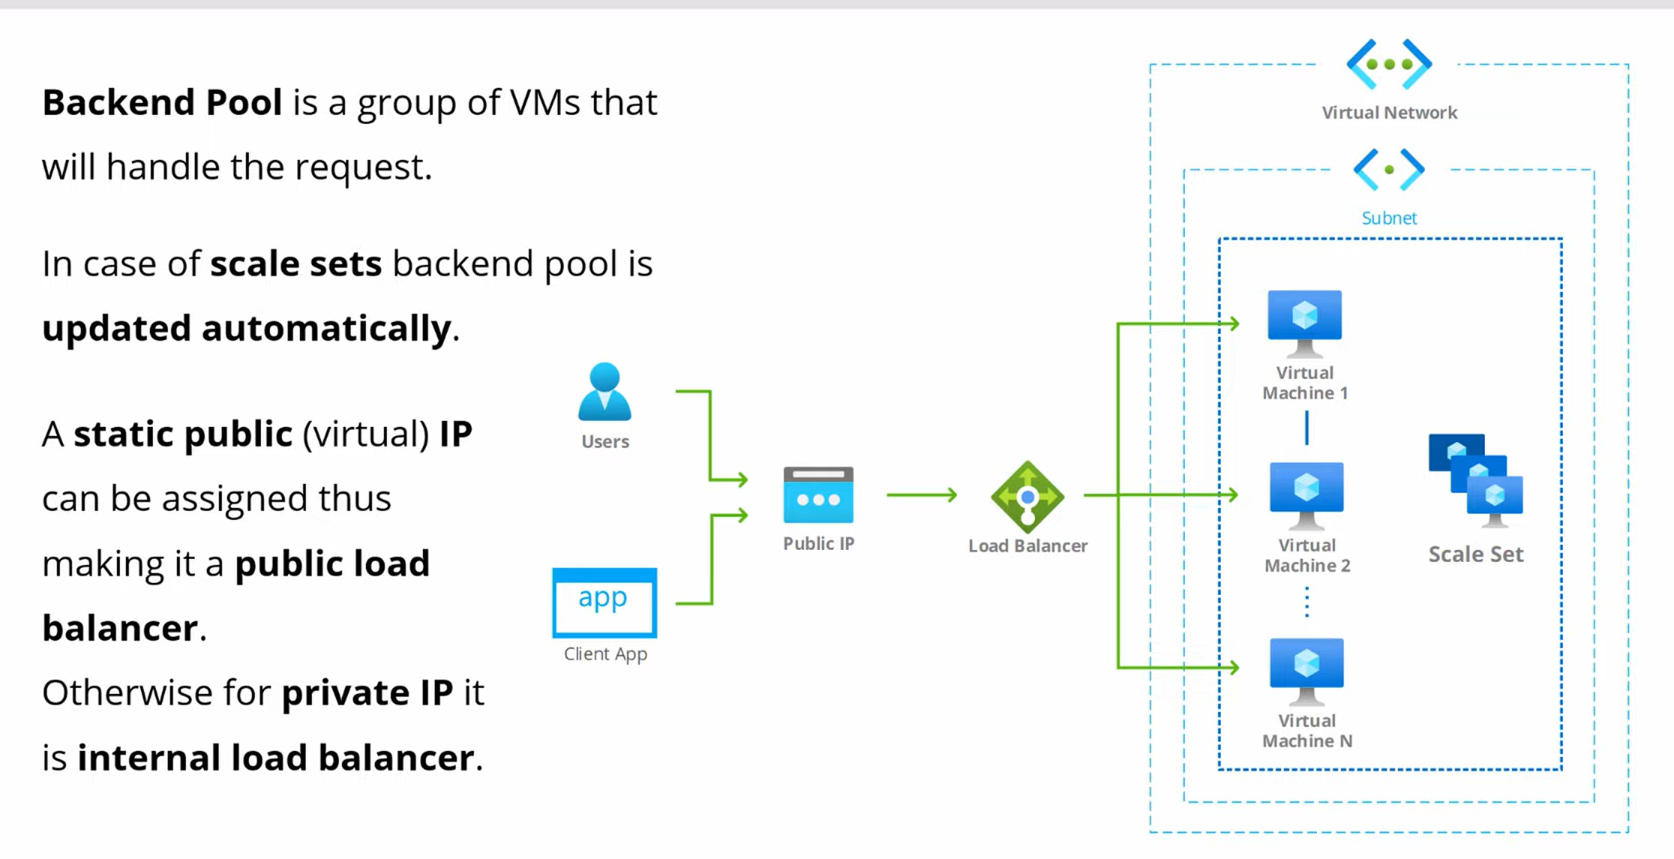 Backend Pool is a group of VMs that
will handle the request.
In case of scale sets backend pool is
updated automatically.
A static public (virtual) IP
can be assigned thus
making it a public load
balancer.
Otherwise for private IP it
is internal load balancer.
Users
app
Client App
Public IP
Load Balancer
Virtual Network
Subnet
Virtual
Machine 1
Virtual
Machine 2
Virtual
Machine N
Scale Set